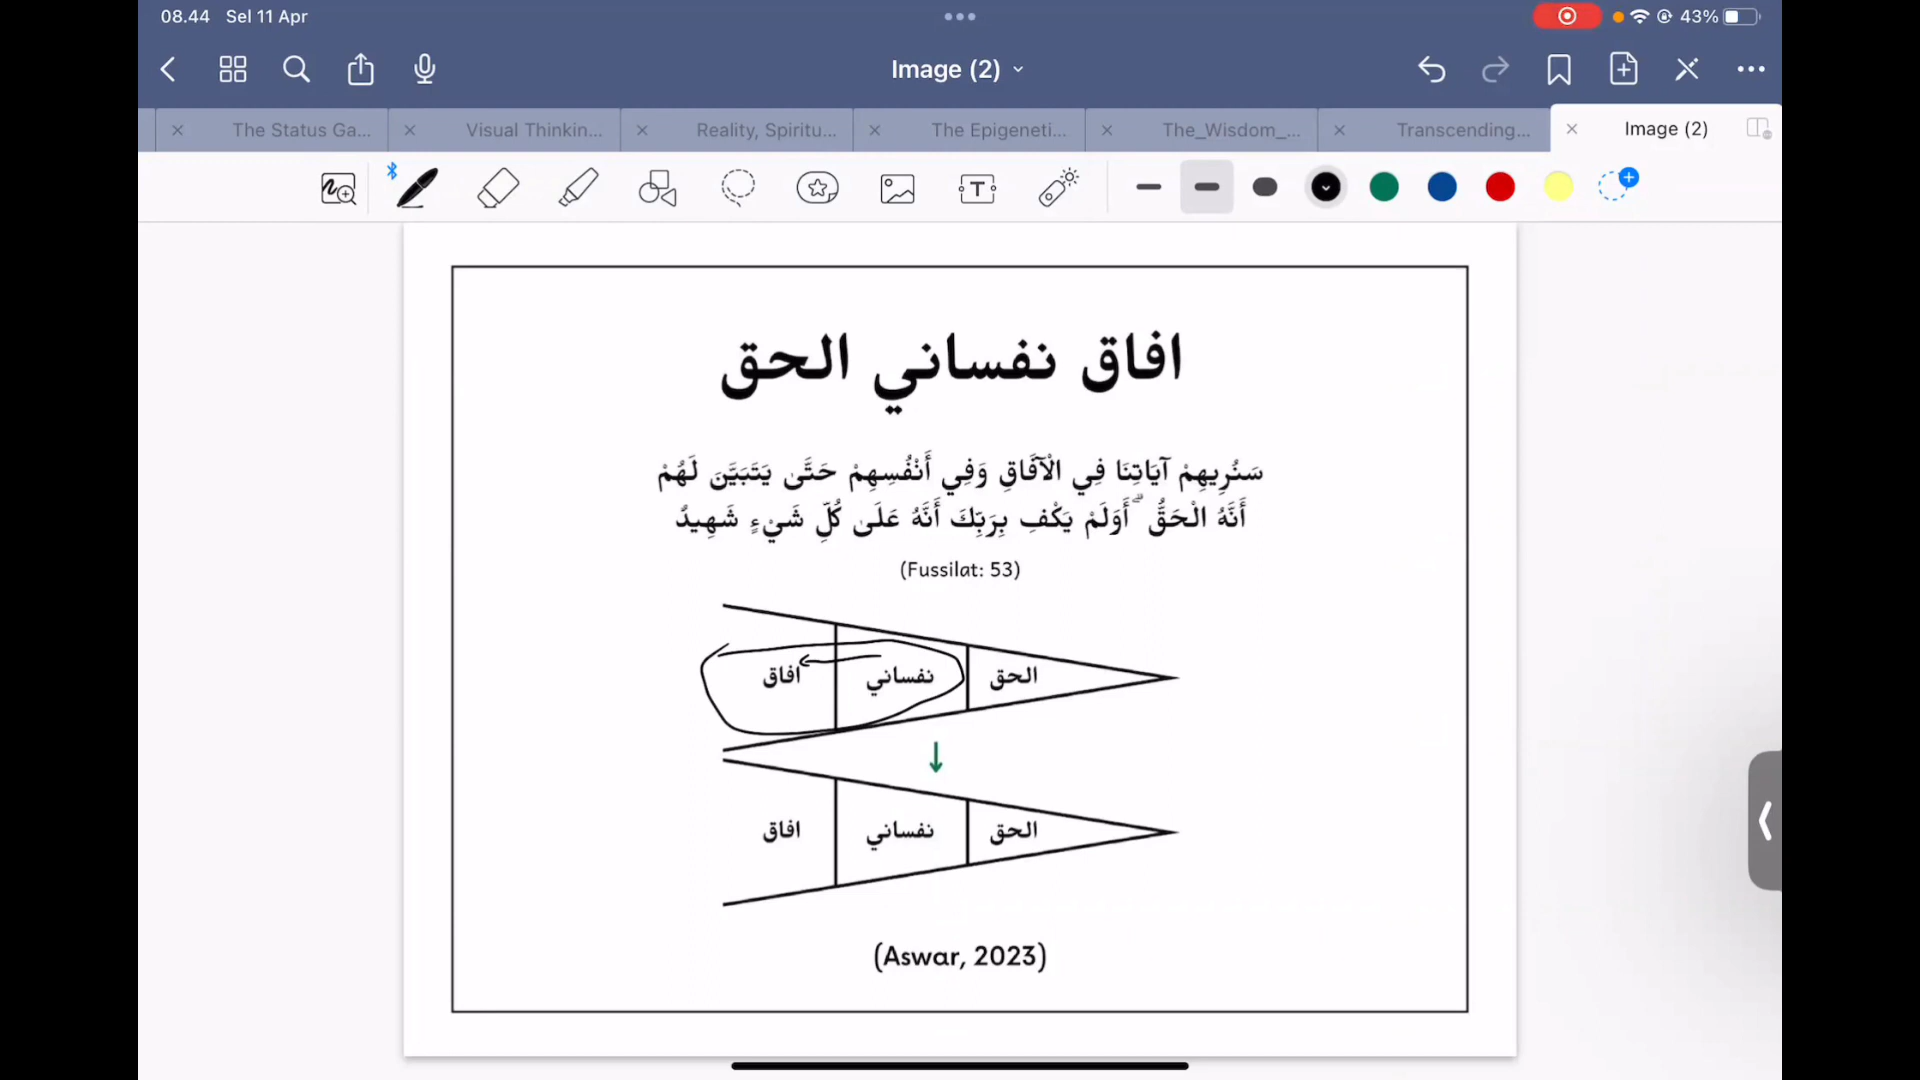 08.44 Sel 11 Apr
43%
Image (2)
The Status Ga...
Visual Thinkin...
Reality, Spiritu...
The Epigeneti...
The_Wisdom_...
Transcending...
Image (2)
T
افاق نفساني الحق
سَنُرِيهِمْ آيَاتِنَا فِي الْآفَاقِ وَفِي أَنْفُسِهِمْ حَتَّىٰ يَتَبَيَّنَ لَهُمْ
أَنَّهُ الْحَقُّ ۗ أَوَلَمْ يَكْفِ بِرَبِّكَ أَنَّهُ عَلَىٰ كُلِّ شَيْءٍ شَهِيدٌ
(Fussilat: 53)
الحق نفساني افاق
الحق نفساني افاق
(Aswar, 2023)